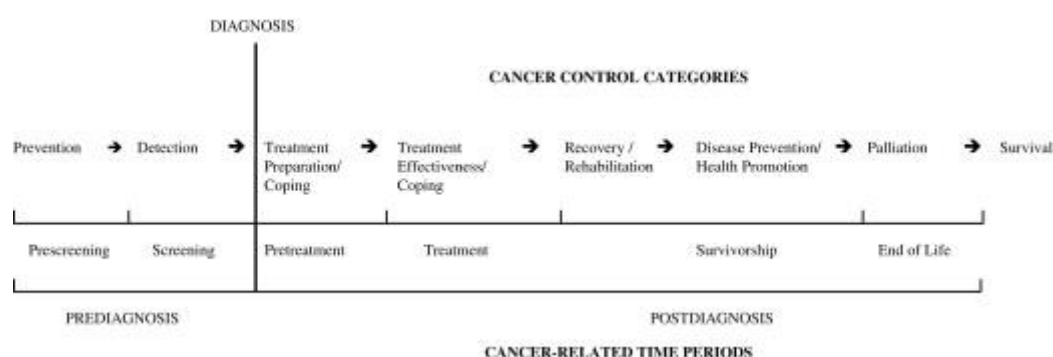 DIAGNOSIS
CANCER CONTROL CATEGORIES
Prevention → Detection → Treatment → Treatment → Recovery / → Disease Prevention/ → Palliation → Survival
Preparation/ Effectiveness/ Rehabilitation Health Promotion
Coping Coping
Prescreening Screening Pretreatment Treatment Survivorship End of Life
PREDIAGNOSIS POSTDIAGNOSIS
CANCER-RELATED TIME PERIODS